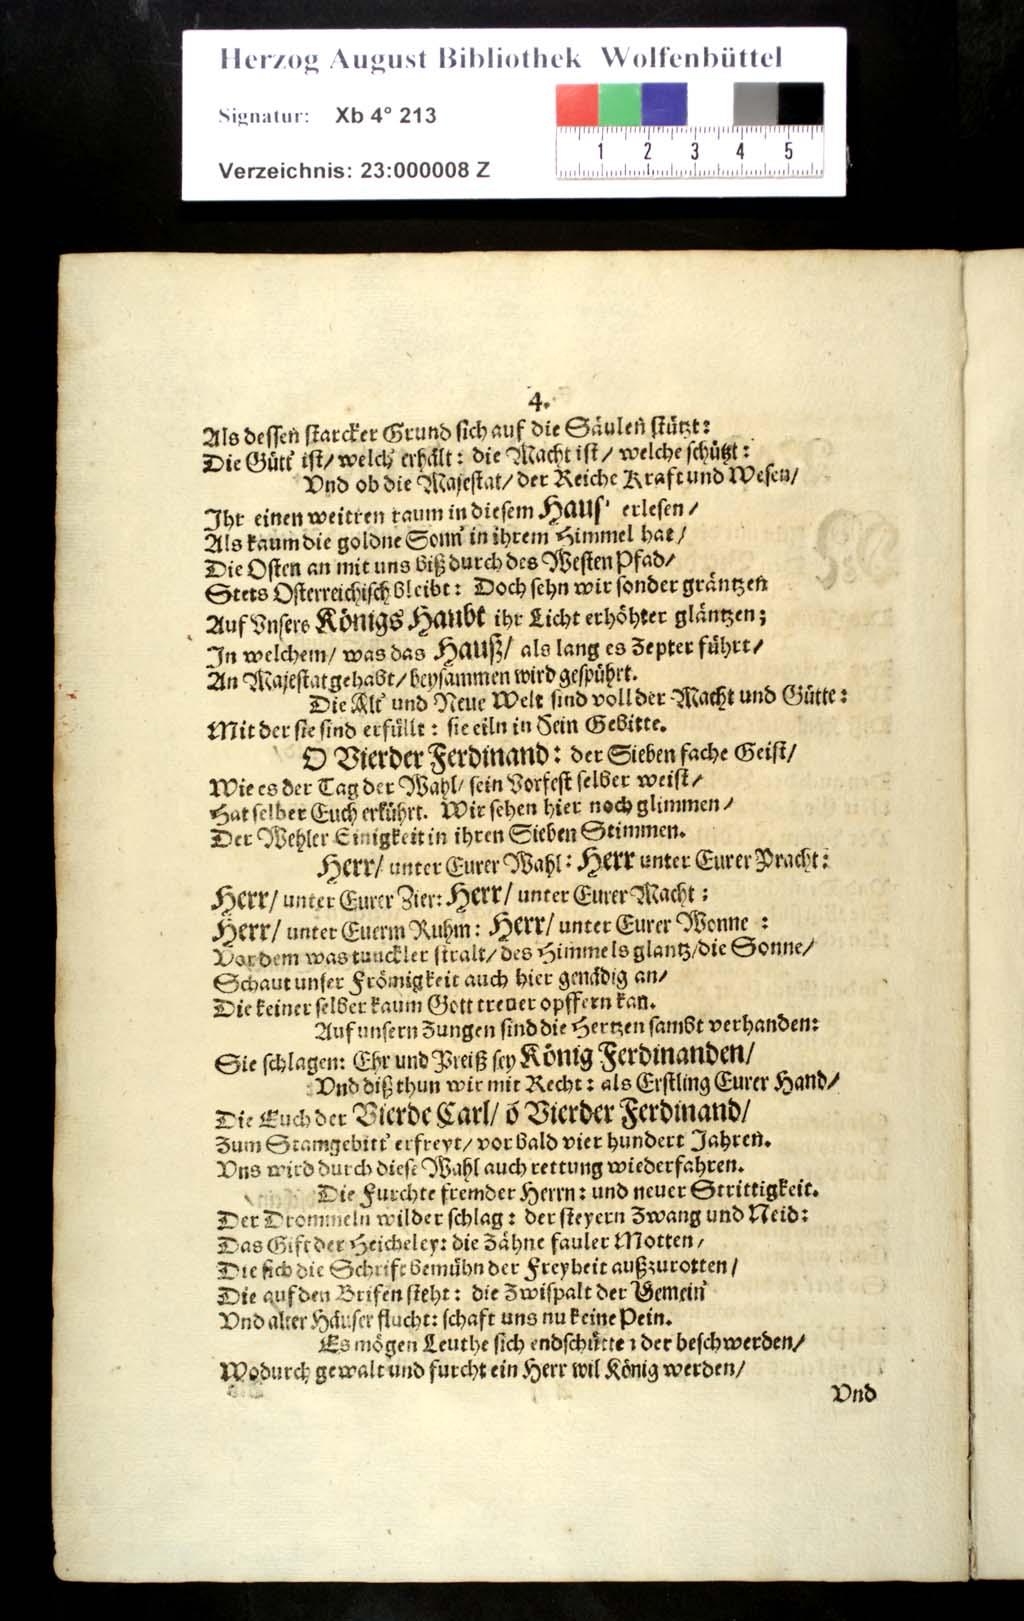 Herzog August Bibliothek Wolfenbüttel
Signatur: Xb 4° 213
Verzeichnis: 23:000008 Z
1 2 3 4 5
4.
Als dessen starcker Grund sich auf die Säulen stützt:
Die Gütt' ist/ welch' erhält: die Macht ist/ welche schützt:
Vnd ob die Majestat/ der Reiche Kraft und Wesen/
Ihr einen weitren raum in diesem Haus' erlesen/
Als kaum die goldne Sonn' in ihrem Himmel hat/
Die Osten an mit uns biß durch des Westen Pfad/
Stets Osterreichisch bleibt: Doch sehn wir sonder gräntzen
Auf Vnsers Königs Haubt ihr Licht erhöhter gläntzen;
In welchem/ was das Hauß/ als lang es Zepter führt/
An Majestat gehabt/ beysammen wird gespührt.
Die Alt' und Neue Welt sind voll der Macht und Gütte:
Mit der sie sind erfüllt: sie eiln in Sein Gebitte.
O Vierder Ferdinand: der Sieben fache Geist/
Wie es der Tag der Wahl/ sein Vorfest selber weist/
Hat selber Euch erkührt. Wir sehen hier noch glimmen/
Der Wehler Einigkeit in ihren Sieben Stimmen.
Herr/ unter Eurer Wahl: Herr unter Eurer Pracht:
Herr/ unter Eurer Zier: Herr/ unter Eurer Macht:
Herr/ unter Euerm Ruhm: Herr/ unter Eurer Wonne:
Vor dem was tunckler stralt/ des Himmels glantz/ die Sonne/
Schaut unser Frömigkeit auch hier genädig an/
Die keiner selber kaum Gott treuer opffern kan.
Auf unsern Zungen sind die Hertzen sambt verhanden:
Sie schlagen: Ehr und Preiß sey König Ferdinanden/
Vnd diß thun wir mit Recht: als Erstling Eurer Hand/
Die Euch der Vierde Carl/ ô Vierder Ferdinand/
Zum Stamgebitt' erfreyt/ vor bald vier hundert Jahren.
Vns wird durch diese Wahl auch rettung wiederfahren.
Die Furchte fremder Herrn: und neuer Strittigkeit.
Der Drommeln wilder schlag: der steyern Zwang und Neid:
Das Gift der Heicheley: die Zähne fauler Motten/
Die sich die Schrift bemühn der Freyheit außzurotten/
Die auf den Brifen steht: die Zwispalt der Gemein'
Vnd alter Häuser flucht: schaft uns nu keine Pein.
Es mögen Leuthe sich endschütten der beschwerden/
Wodurch gewalt und furcht ein Herr wil König werden/
Vnd